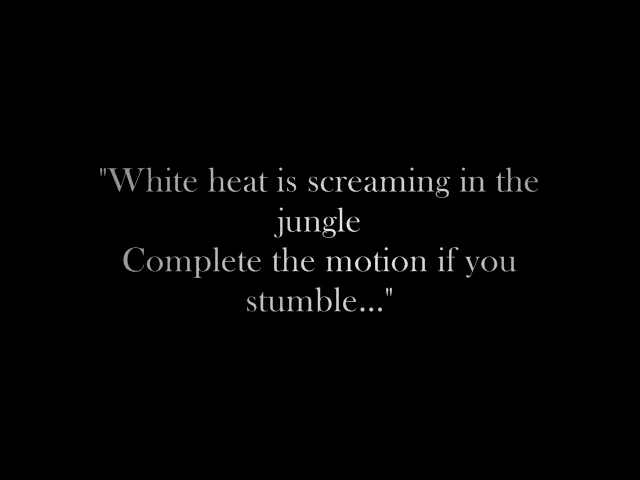 "White heat is screaming in the
jungle
Complete the motion if you
stumble..."